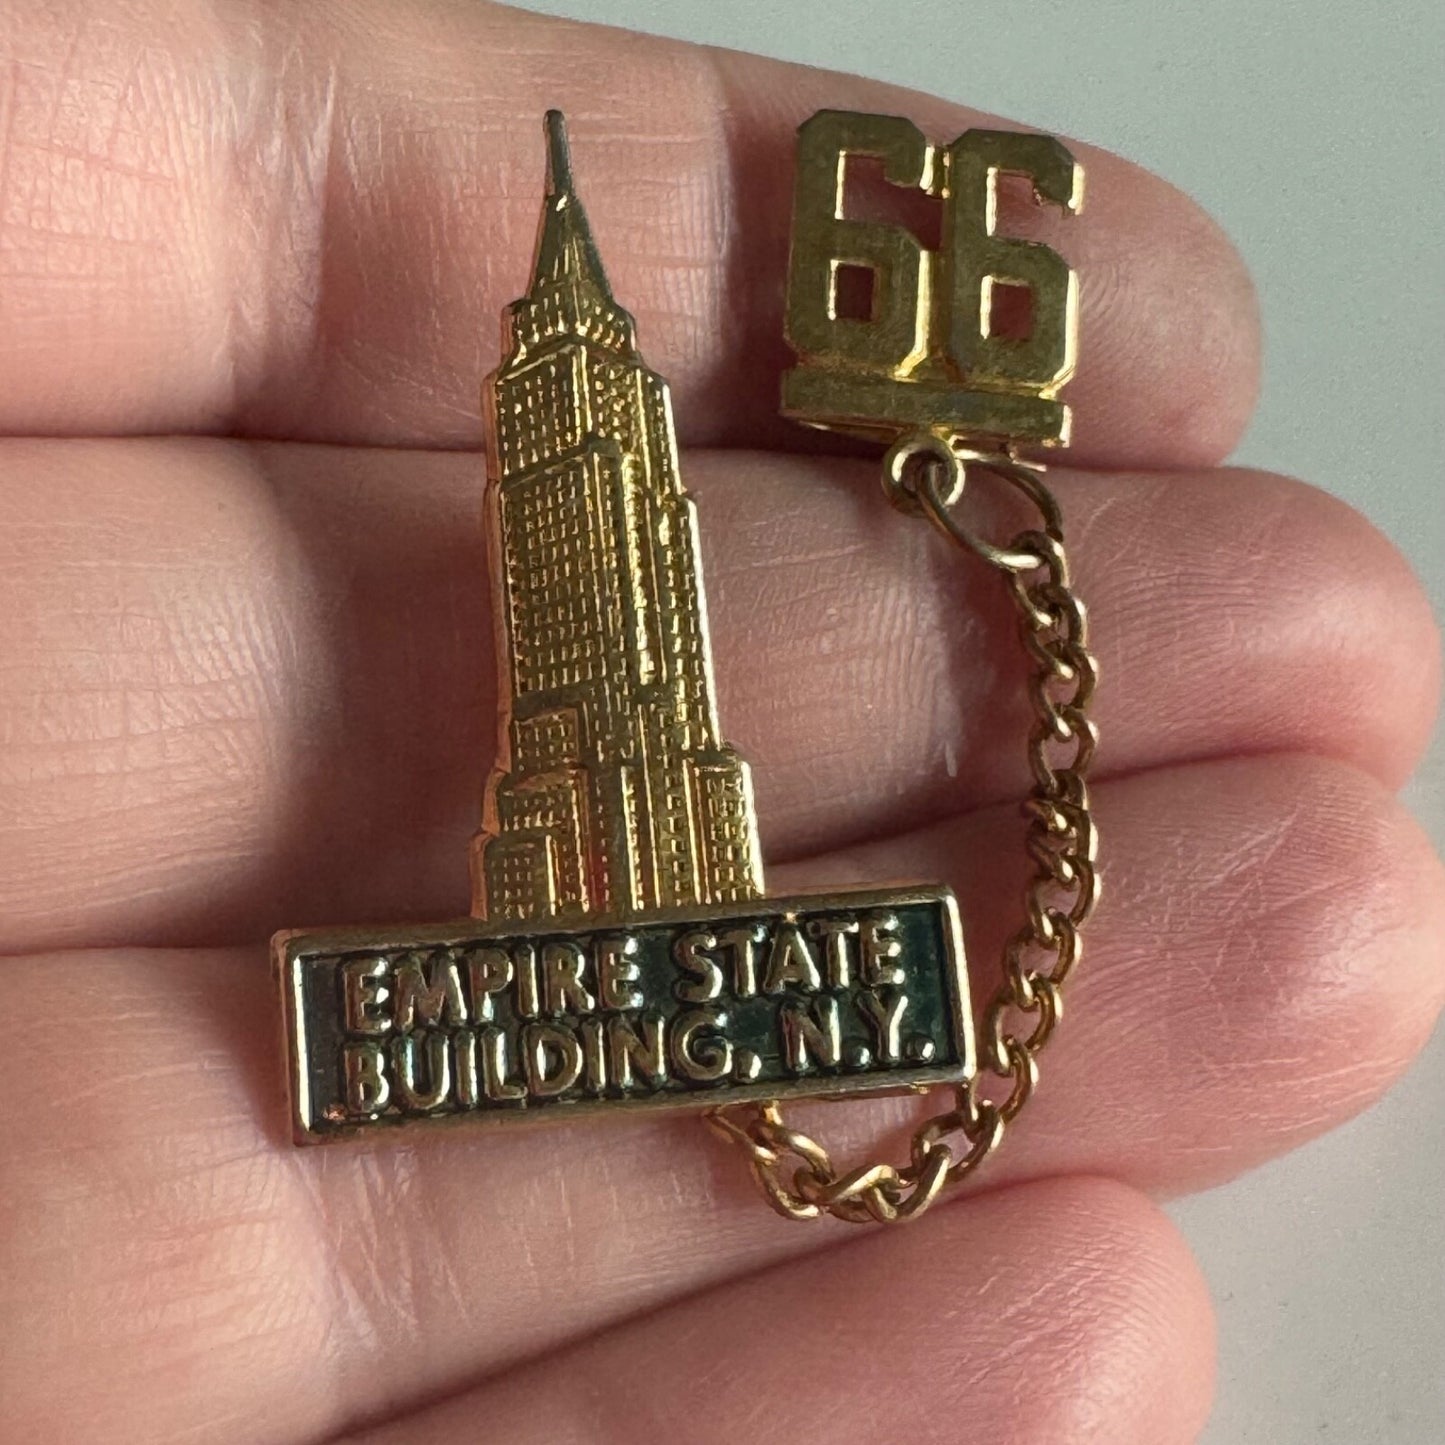 66
EMPIRE STATE
BUILDING, N.Y.